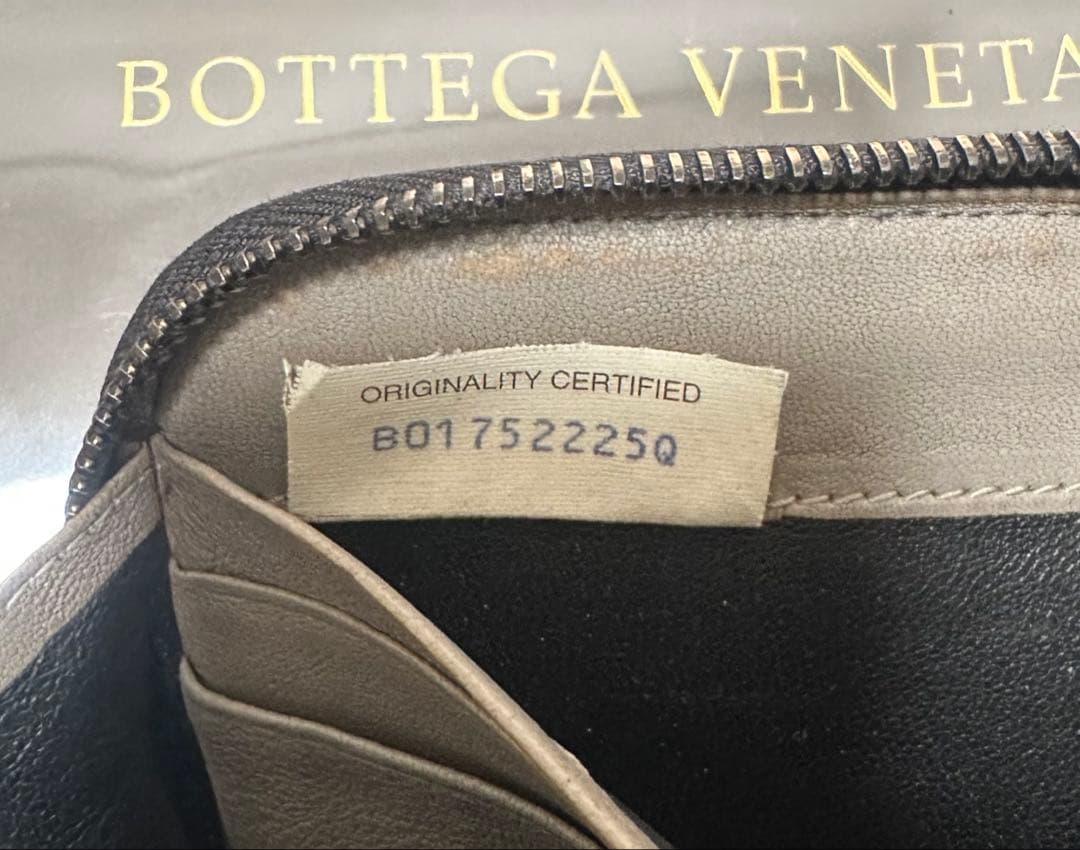 BOTTEGA VENETA
ORIGINALITY CERTIFIED
B01752225Q